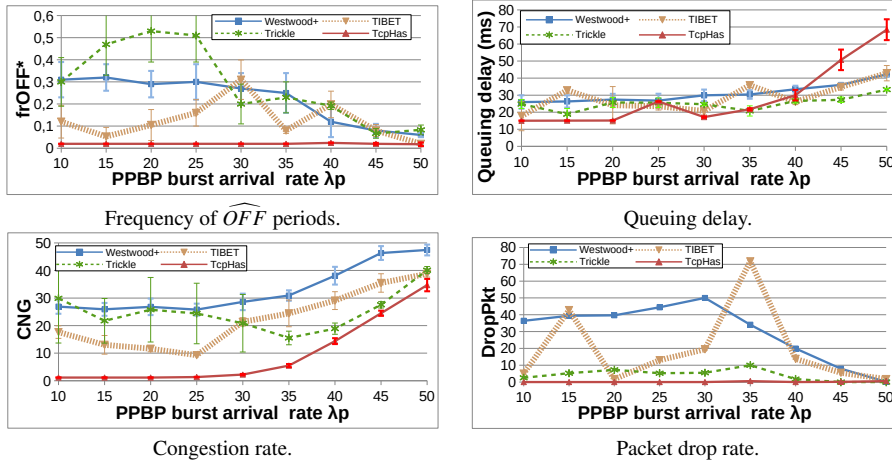 Westwood+ TIBET
Trickle TcpHas
frOFF*
0,6
0,5
0,4
0,3
0,2
0,1
0
10 15 20 25 30 35 40 45 50
PPBP burst arrival rate λp
Frequency of OFF periods.
Westwood+ TIBET
Trickle TcpHas
Queuing delay (ms)
80
70
60
50
40
30
20
10
0
10 15 20 25 30 35 40 45 50
PPBP burst arrival rate λp
Queuing delay.
Westwood+ TIBET
Trickle TcpHas
CNG
50
40
30
20
10
0
10 15 20 25 30 35 40 45 50
PPBP burst arrival rate λp
Congestion rate.
Westwood+ TIBET
Trickle TcpHas
DropPkt
80
70
60
50
40
30
20
10
0
10 15 20 25 30 35 40 45 50
PPBP burst arrival rate λp
Packet drop rate.